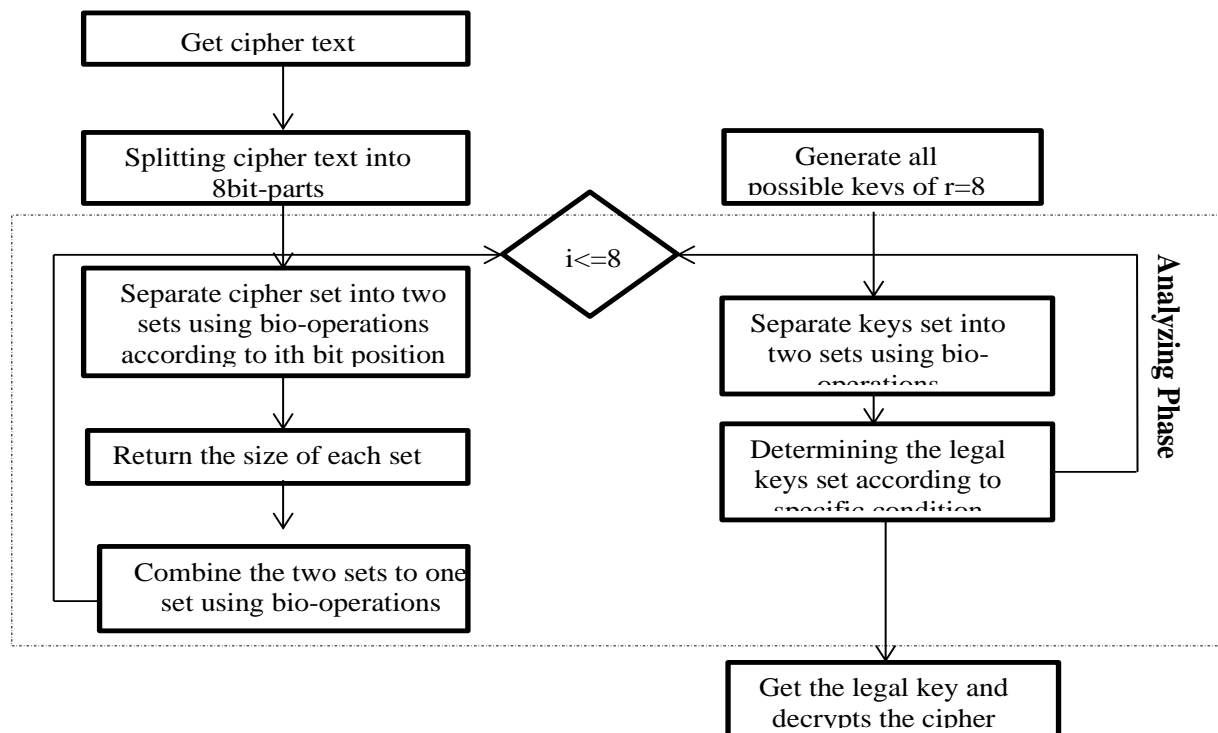 Get cipher text
Splitting cipher text into
8bit-parts
Generate all
possible keys of r=8
i<=8
Separate cipher set into two
sets using bio-operations
according to ith bit position
Separate keys set into
two sets using bio-
operations
Return the size of each set
Determining the legal
keys set according to
specific condition
Combine the two sets to one
set using bio-operations
Analyzing Phase
Get the legal key and
decrypts the cipher